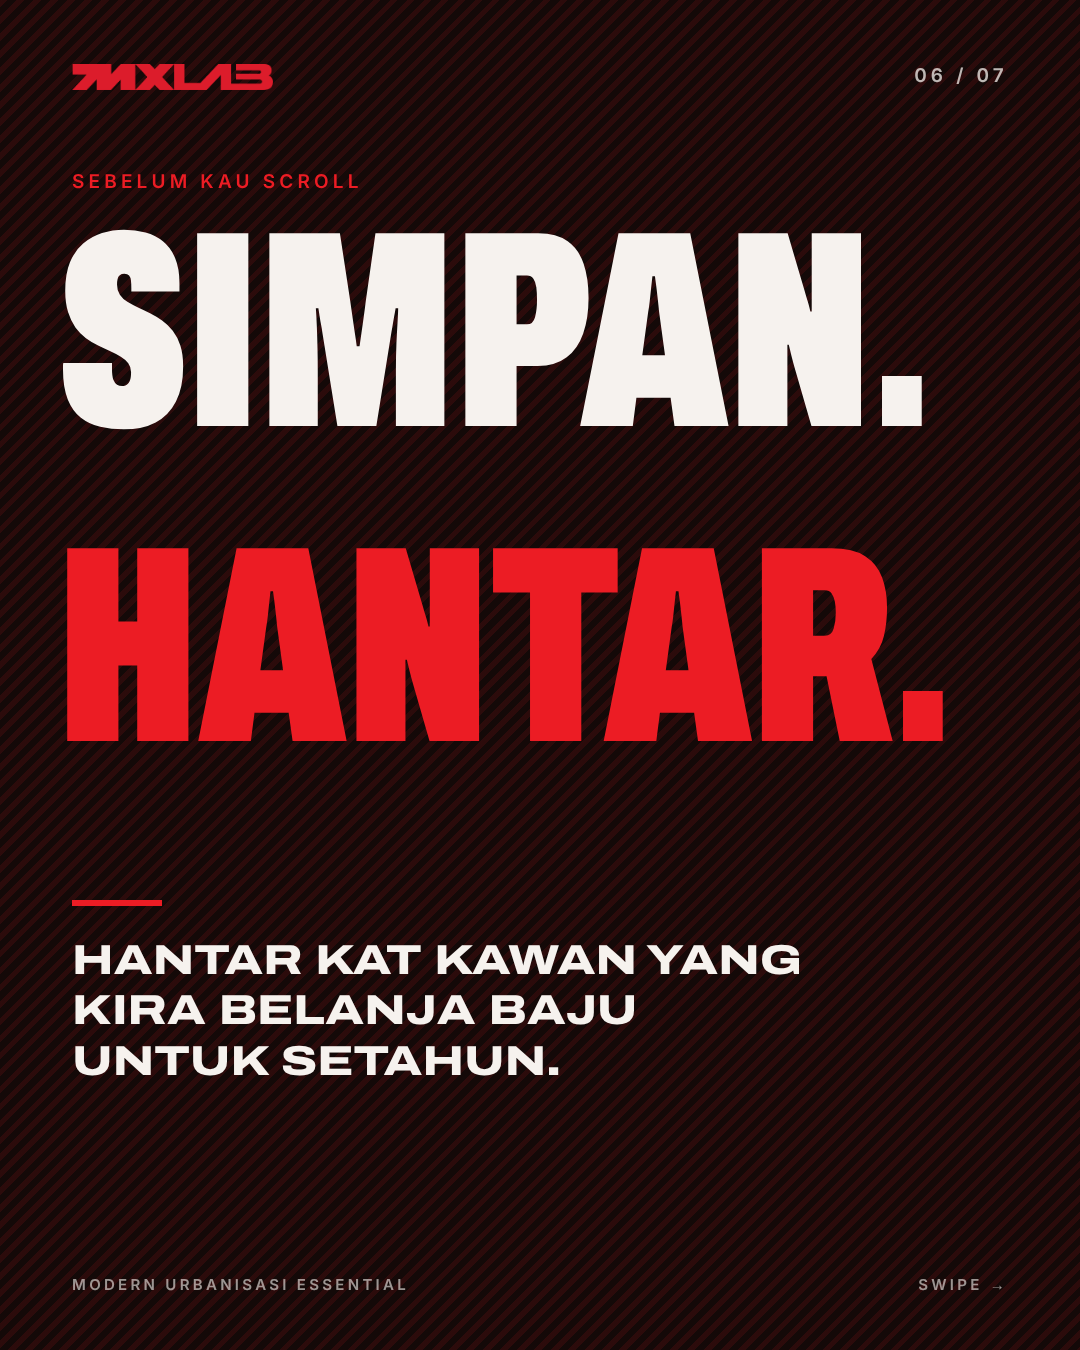 7MXLAB
06 / 07
SEBELUM KAU SCROLL
SIMPAN.
HANTAR.
HANTAR KAT KAWAN YANG
KIRA BELANJA BAJU
UNTUK SETAHUN.
MODERN URBANISASI ESSENTIAL
SWIPE →